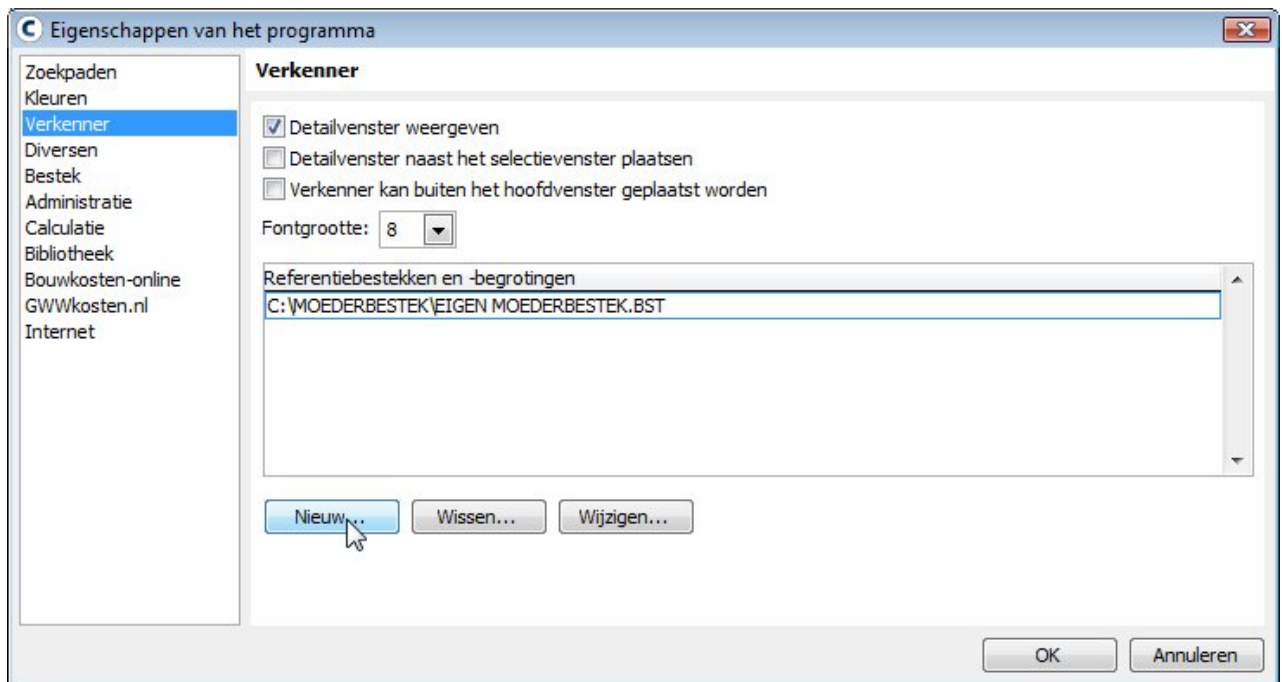 C Eigenschappen van het programma
Zoekpaden
Kleuren
Verkenner
Diversen
Bestek
Administratie
Calculatie
Bibliotheek
Bouwkosten-online
GWWkosten.nl
Internet
Verkenner
Detailvenster weergeven
Detailvenster naast het selectievenster plaatsen
Verkenner kan buiten het hoofdvenster geplaatst worden
Fontgrootte: 8
Referentiebestekken en -begrotingen
C:\MOEDERBESTEK\EIGEN MOEDERBESTEK.BST
Nieuw... Wissen... Wijzigen...
OK Annuleren